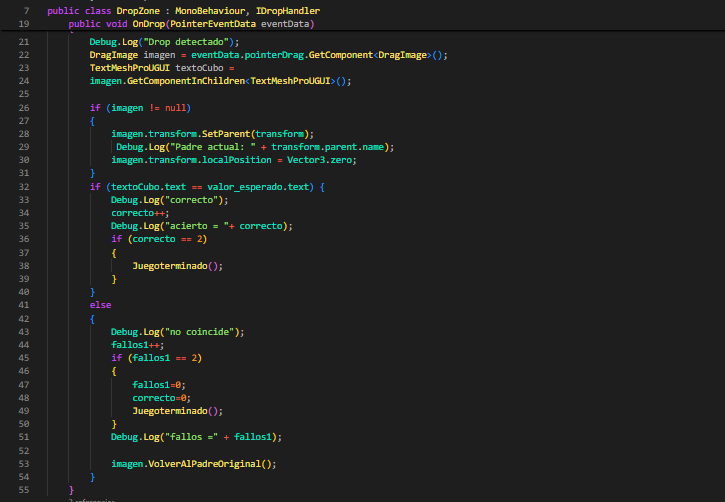 7 public class DropZone : MonoBehaviour, IDropHandler
19 public void OnDrop(PointerEventData eventData)
21 Debug.Log("Drop detectado");
22 DragImage imagen = eventData.pointerDrag.GetComponent<DragImage>();
23 TextMeshProUGUI textoCubo =
24 imagen.GetComponentInChildren<TextMeshProUGUI>();
25
26 if (imagen != null)
27 {
28 imagen.transform.SetParent(transform);
29 Debug.Log("Padre actual: " + transform.parent.name);
30 imagen.transform.localPosition = Vector3.zero;
31 }
32 if (textoCubo.text == valor_esperado.text) {
33 Debug.Log("correcto");
34 correcto++;
35 Debug.Log("acierto = "+ correcto);
36 if (correcto == 2)
37 {
38 Juegoterminado();
39 }
40 }
41 else
42 {
43 Debug.Log("no coincide");
44 fallos1++;
45 if (fallos1 == 2)
46 {
47 fallos1=0;
48 correcto=0;
49 Juegoterminado();
50 }
51 Debug.Log("fallos =" + fallos1);
52
53 imagen.VolverAlPadreOriginal();
54 }
55 }